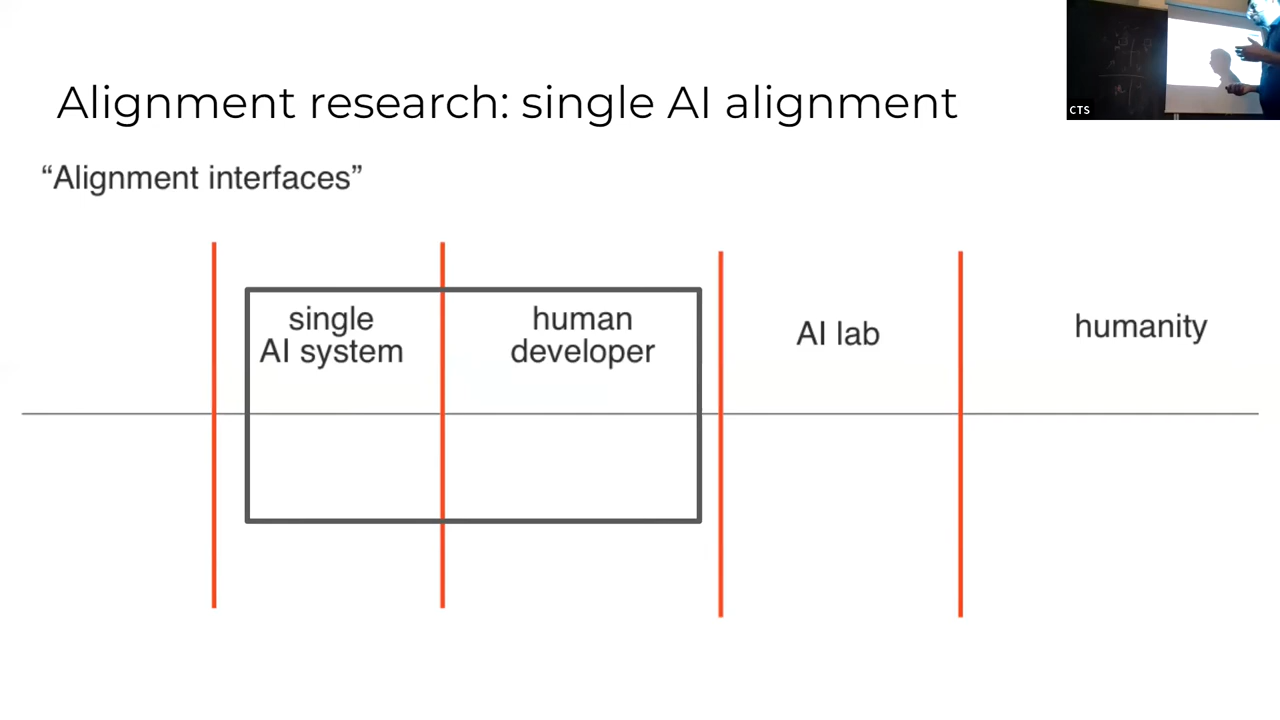 Alignment research: single AI alignment
“Alignment interfaces”
single
AI system
human
developer
AI lab
humanity
CTS